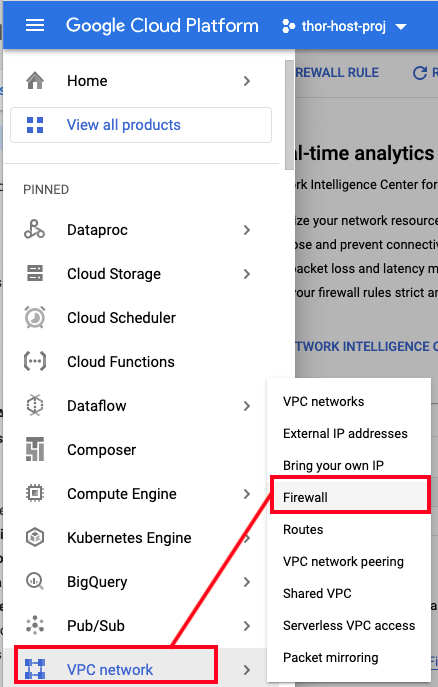 Google Cloud Platform
thor-host-proj
Home
View all products
PINNED
Dataproc
Cloud Storage
Cloud Scheduler
Cloud Functions
Dataflow
Composer
Compute Engine
Kubernetes Engine
BigQuery
Pub/Sub
VPC network
VPC networks
External IP addresses
Bring your own IP
Firewall
Routes
VPC network peering
Shared VPC
Serverless VPC access
Packet mirroring
REWALL RULE
l-time analytics
rk Intelligence Center for
ize your network resource
ose and prevent connectiv
packet loss and latency m
your firewall rules strict an
TWORK INTELLIGENCE C